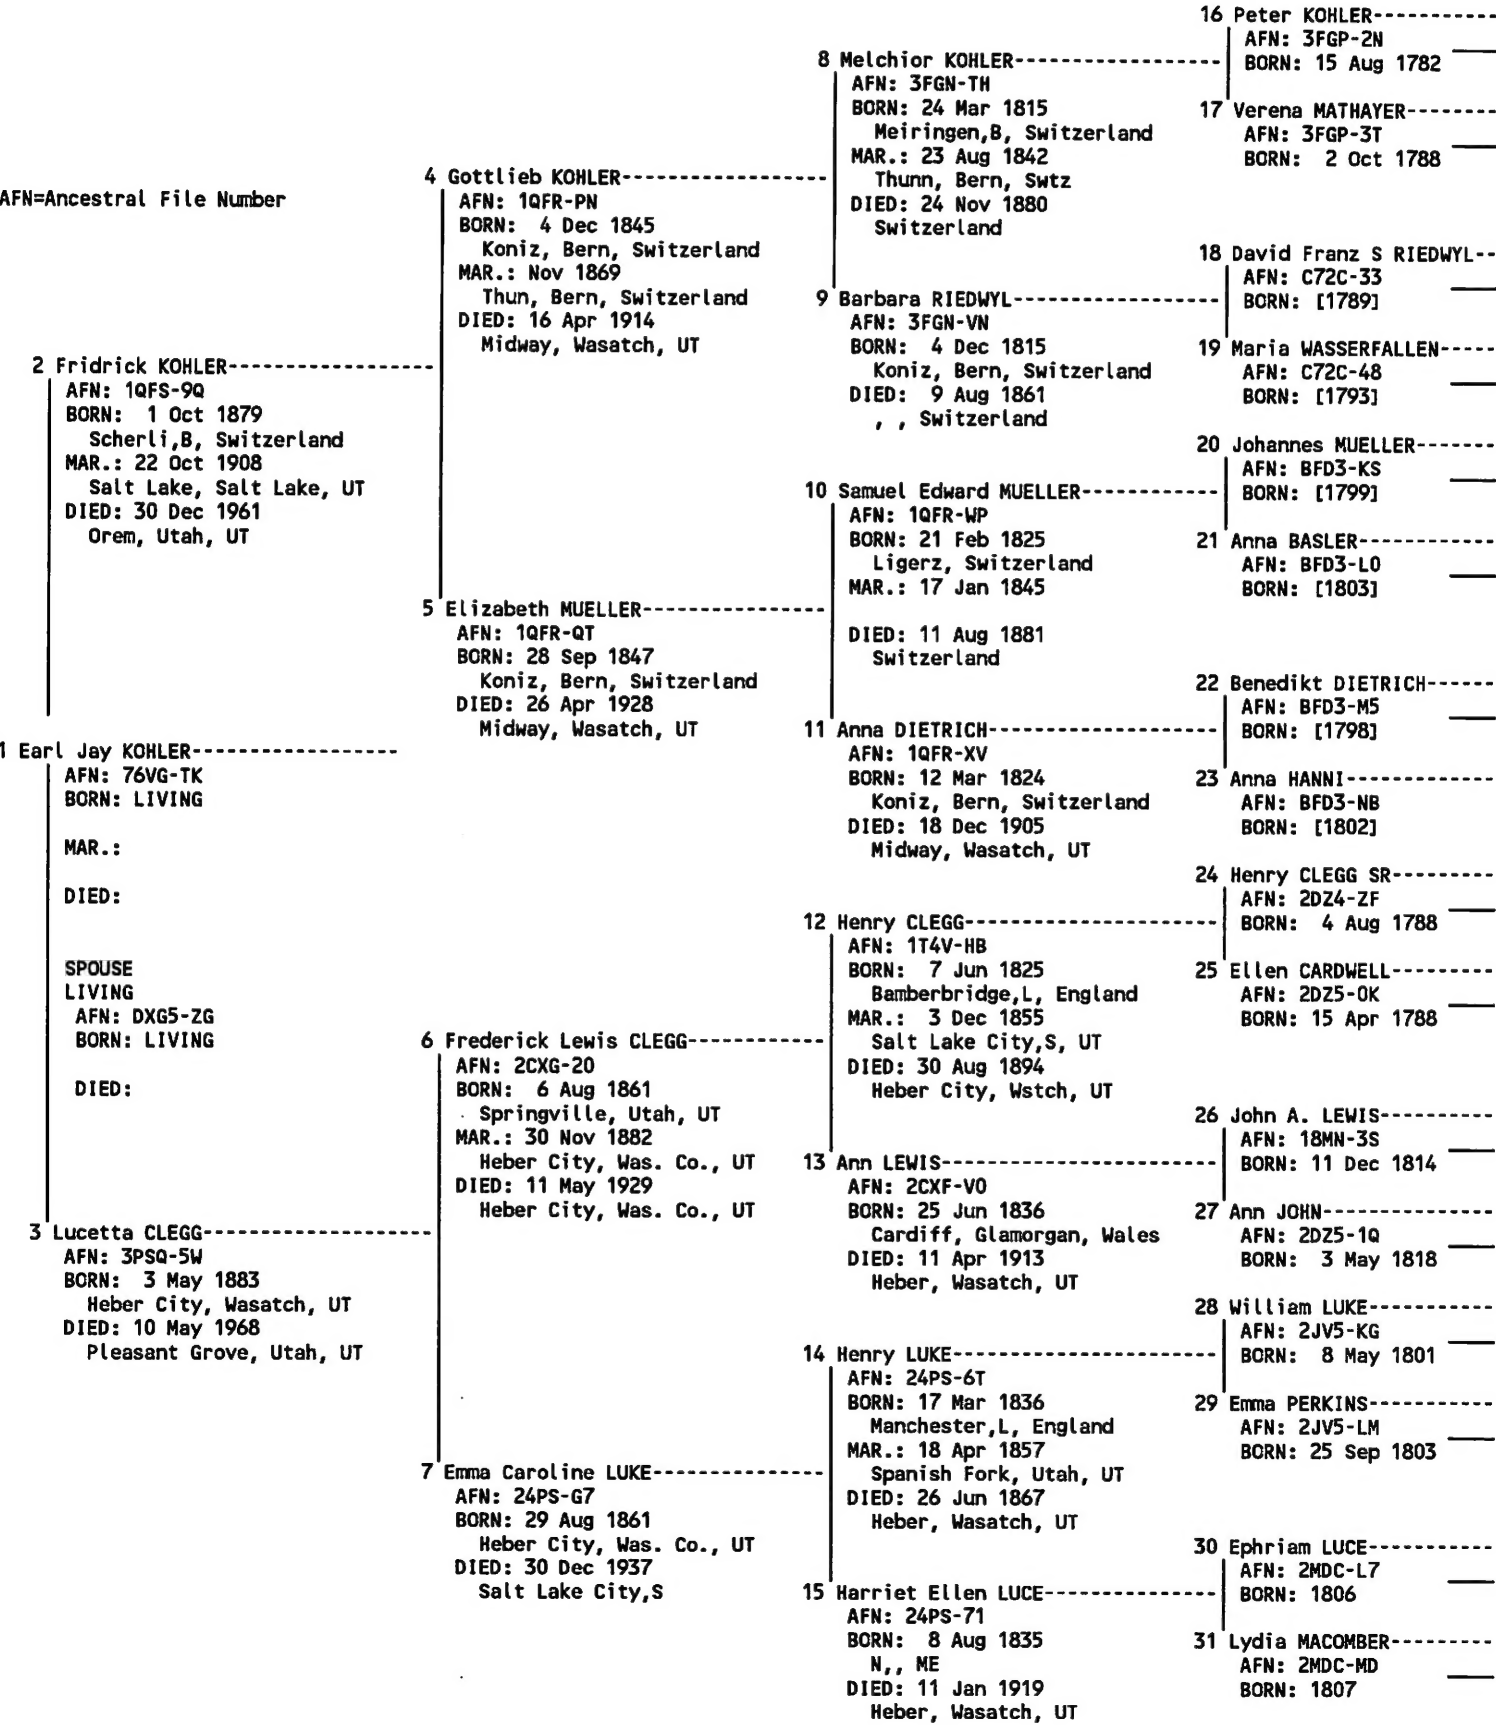 AFN=Ancestral File Number
1 Earl Jay KOHLER-----------------
AFN: 76VG-TK
BORN: LIVING
MAR.:
DIED:
SPOUSE
LIVING
AFN: DXG5-ZG
BORN: LIVING
DIED:
2 Fridrick KOHLER-----------------
AFN: 1QFS-9Q
BORN:  1 Oct 1879
Scherli,B, Switzerland
MAR.: 22 Oct 1908
Salt Lake, Salt Lake, UT
DIED: 30 Dec 1961
Orem, Utah, UT
3 Lucetta CLEGG-------------------
AFN: 3PSQ-5W
BORN:  3 May 1883
Heber City, Wasatch, UT
DIED: 10 May 1968
Pleasant Grove, Utah, UT
4 Gottlieb KOHLER-----------------
AFN: 1QFR-PN
BORN:  4 Dec 1845
Koniz, Bern, Switzerland
MAR.: Nov 1869
Thun, Bern, Switzerland
DIED: 16 Apr 1914
Midway, Wasatch, UT
5 Elizabeth MUELLER---------------
AFN: 1QFR-QT
BORN: 28 Sep 1847
Koniz, Bern, Switzerland
DIED: 26 Apr 1928
Midway, Wasatch, UT
6 Frederick Lewis CLEGG-----------
AFN: 2CXG-20
BORN:  6 Aug 1861
Springville, Utah, UT
MAR.: 30 Nov 1882
Heber City, Was. Co., UT
DIED: 11 May 1929
Heber City, Was. Co., UT
7 Emma Caroline LUKE--------------
AFN: 24PS-G7
BORN: 29 Aug 1861
Heber City, Was. Co., UT
DIED: 30 Dec 1937
Salt Lake City,S
8 Melchior KOHLER-----------------
AFN: 3FGN-TH
BORN: 24 Mar 1815
Meiringen,B, Switzerland
MAR.: 23 Aug 1842
Thunn, Bern, Swtz
DIED: 24 Nov 1880
Switzerland
9 Barbara RIEDWYL-----------------
AFN: 3FGN-VN
BORN:  4 Dec 1815
Koniz, Bern, Switzerland
DIED:  9 Aug 1861
, , Switzerland
10 Samuel Edward MUELLER-----------
AFN: 1QFR-WP
BORN: 21 Feb 1825
Ligerz, Switzerland
MAR.: 17 Jan 1845
DIED: 11 Aug 1881
Switzerland
11 Anna DIETRICH-------------------
AFN: 1QFR-XV
BORN: 12 Mar 1824
Koniz, Bern, Switzerland
DIED: 18 Dec 1905
Midway, Wasatch, UT
12 Henry CLEGG---------------------
AFN: 1T4V-HB
BORN:  7 Jun 1825
Bamberbridge,L, England
MAR.:  3 Dec 1855
Salt Lake City,S, UT
DIED: 30 Aug 1894
Heber City, Wstch, UT
13 Ann LEWIS-----------------------
AFN: 2CXF-V0
BORN: 25 Jun 1836
Cardiff, Glamorgan, Wales
DIED: 11 Apr 1913
Heber, Wasatch, UT
14 Henry LUKE----------------------
AFN: 24PS-6T
BORN: 17 Mar 1836
Manchester,L, England
MAR.: 18 Apr 1857
Spanish Fork, Utah, UT
DIED: 26 Jun 1867
Heber, Wasatch, UT
15 Harriet Ellen LUCE--------------
AFN: 24PS-71
BORN:  8 Aug 1835
N,, ME
DIED: 11 Jan 1919
Heber, Wasatch, UT
16 Peter KOHLER-----------
AFN: 3FGP-2N
BORN: 15 Aug 1782
17 Verena MATHAYER--------
AFN: 3FGP-3T
BORN:  2 Oct 1788
18 David Franz S RIEDWYL--
AFN: C72C-33
BORN: [1789]
19 Maria WASSERFALLEN-----
AFN: C72C-48
BORN: [1793]
20 Johannes MUELLER-------
AFN: BFD3-KS
BORN: [1799]
21 Anna BASLER------------
AFN: BFD3-L0
BORN: [1803]
22 Benedikt DIETRICH------
AFN: BFD3-M5
BORN: [1798]
23 Anna HANNI-------------
AFN: BFD3-NB
BORN: [1802]
24 Henry CLEGG SR---------
AFN: 2DZ4-ZF
BORN:  4 Aug 1788
25 Ellen CARDWELL---------
AFN: 2DZ5-0K
BORN: 15 Apr 1788
26 John A. LEWIS----------
AFN: 18MN-3S
BORN: 11 Dec 1814
27 Ann JOHN---------------
AFN: 2DZ5-1Q
BORN:  3 May 1818
28 William LUKE-----------
AFN: 2JV5-KG
BORN:  8 May 1801
29 Emma PERKINS-----------
AFN: 2JV5-LM
BORN: 25 Sep 1803
30 Ephriam LUCE-----------
AFN: 2MDC-L7
BORN: 1806
31 Lydia MACOMBER---------
AFN: 2MDC-MD
BORN: 1807